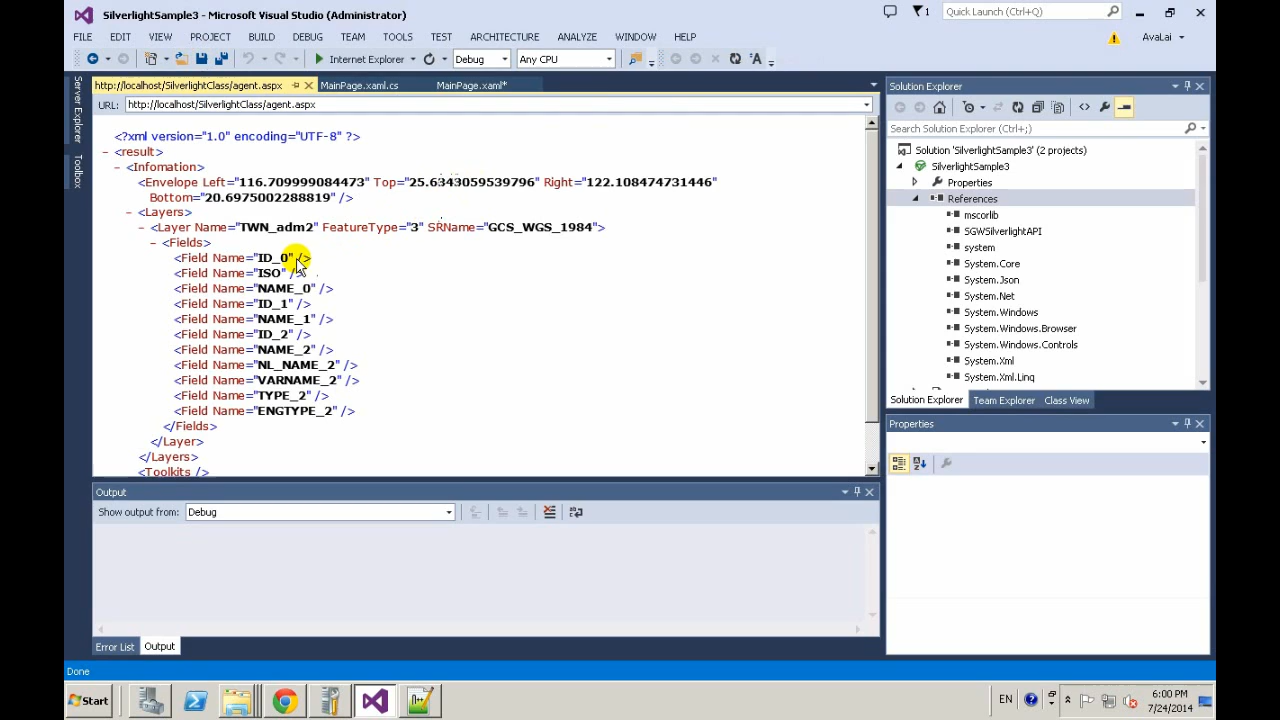 SilverlightSample3 - Microsoft Visual Studio (Administrator)
1
Quick Launch (Ctrl+Q)
FILE EDIT VIEW PROJECT BUILD DEBUG TEAM TOOLS TEST ARCHITECTURE ANALYZE WINDOW HELP
AvaLai
Internet Explorer
Debug
Any CPU
Server Explorer
Toolbox
http://localhost/SilverlightClass/agent.aspx
MainPage.xaml.cs
MainPage.xaml*
URL: http://localhost/SilverlightClass/agent.aspx
<?xml version="1.0" encoding="UTF-8" ?>
- <result>
- <Infomation>
<Envelope Left="116.709999084473" Top="25.6343059539796" Right="122.108474731446"
Bottom="20.6975002288819" />
- <Layers>
- <Layer Name="TWN_adm2" FeatureType="3" SRName="GCS_WGS_1984">
- <Fields>
<Field Name="ID_0" />
<Field Name="ISO" />
<Field Name="NAME_0" />
<Field Name="ID_1" />
<Field Name="NAME_1" />
<Field Name="ID_2" />
<Field Name="NAME_2" />
<Field Name="NL_NAME_2" />
<Field Name="VARNAME_2" />
<Field Name="TYPE_2" />
<Field Name="ENGTYPE_2" />
</Fields>
</Layer>
</Layers>
<Toolkits />
Output
Show output from: Debug
Error List
Output
Solution Explorer
Search Solution Explorer (Ctrl+;)
Solution 'SilverlightSample3' (2 projects)
SilverlightSample3
Properties
References
mscorlib
SGWSilverlightAPI
system
System.Core
System.Json
System.Net
System.Windows
System.Windows.Browser
System.Windows.Controls
System.Xml
System.Xml.Linq
Solution Explorer
Team Explorer
Class View
Properties
Done
Start
EN
6:00 PM
7/24/2014